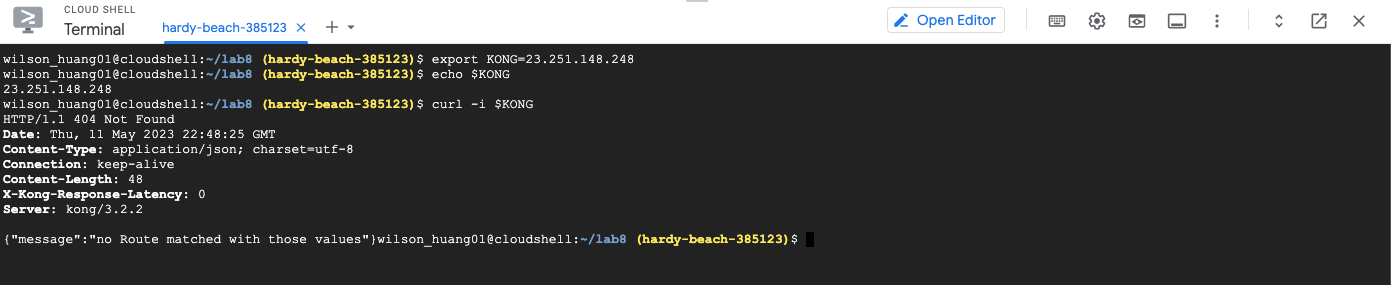 CLOUD SHELL
Terminal
hardy-beach-385123
Open Editor
wilson_huang01@cloudshell:~/lab8 (hardy-beach-385123)$ export KONG=23.251.148.248
wilson_huang01@cloudshell:~/lab8 (hardy-beach-385123)$ echo $KONG
23.251.148.248
wilson_huang01@cloudshell:~/lab8 (hardy-beach-385123)$ curl -i $KONG
HTTP/1.1 404 Not Found
Date: Thu, 11 May 2023 22:48:25 GMT
Content-Type: application/json; charset=utf-8
Connection: keep-alive
Content-Length: 48
X-Kong-Response-Latency: 0
Server: kong/3.2.2
{"message":"no Route matched with those values"}wilson_huang01@cloudshell:~/lab8 (hardy-beach-385123)$